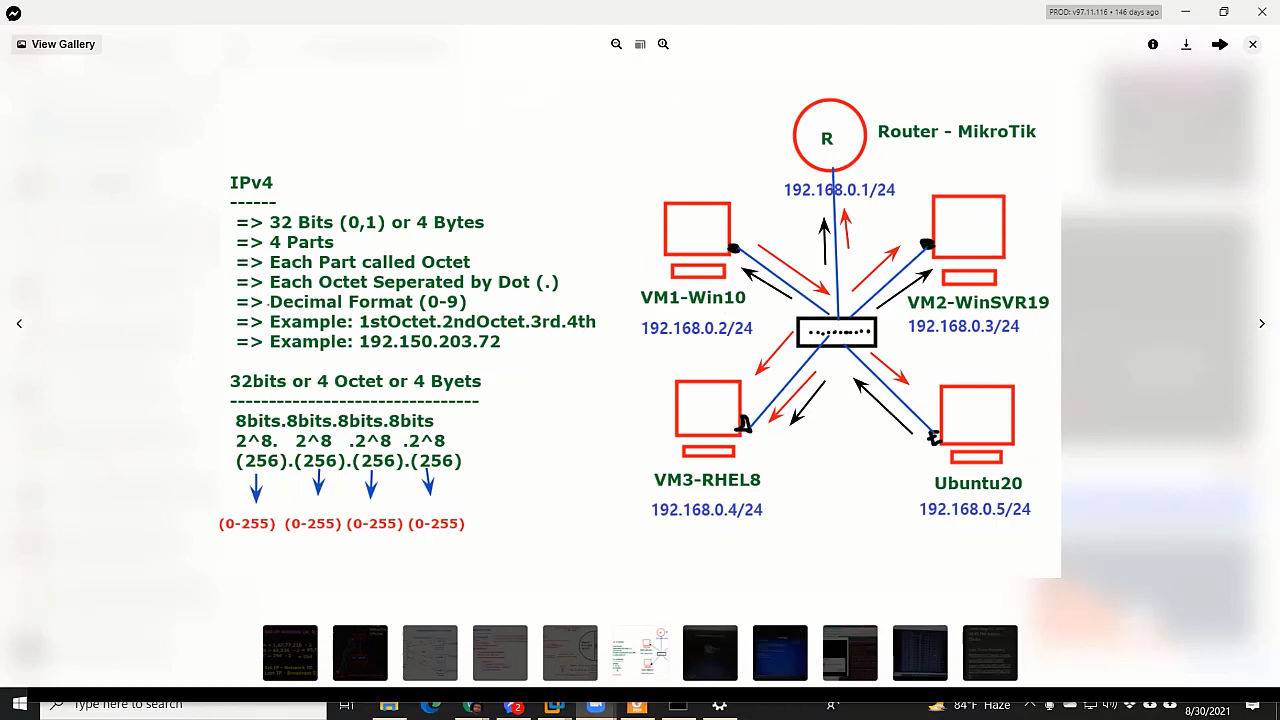 PROD: v97.11.116 • 146 days ago
View Gallery
IPv4
------
=> 32 Bits (0,1) or 4 Bytes
=> 4 Parts
=> Each Part called Octet
=> Each Octet Seperated by Dot (.)
=> Decimal Format (0-9)
=> Example: 1stOctet.2ndOctet.3rd.4th
=> Example: 192.150.203.72
32bits or 4 Octet or 4 Byets
-------------------------------
8bits.8bits.8bits.8bits
2^8. 2^8 .2^8 .2^8
(256).(256).(256).(256)
(0-255) (0-255) (0-255) (0-255)
R
Router - MikroTik
192.168.0.1/24
VM1-Win10
192.168.0.2/24
VM2-WinSVR19
192.168.0.3/24
VM3-RHEL8
192.168.0.4/24
Ubuntu20
192.168.0.5/24
Type here to search
2
84°F Haze
8/30/2021